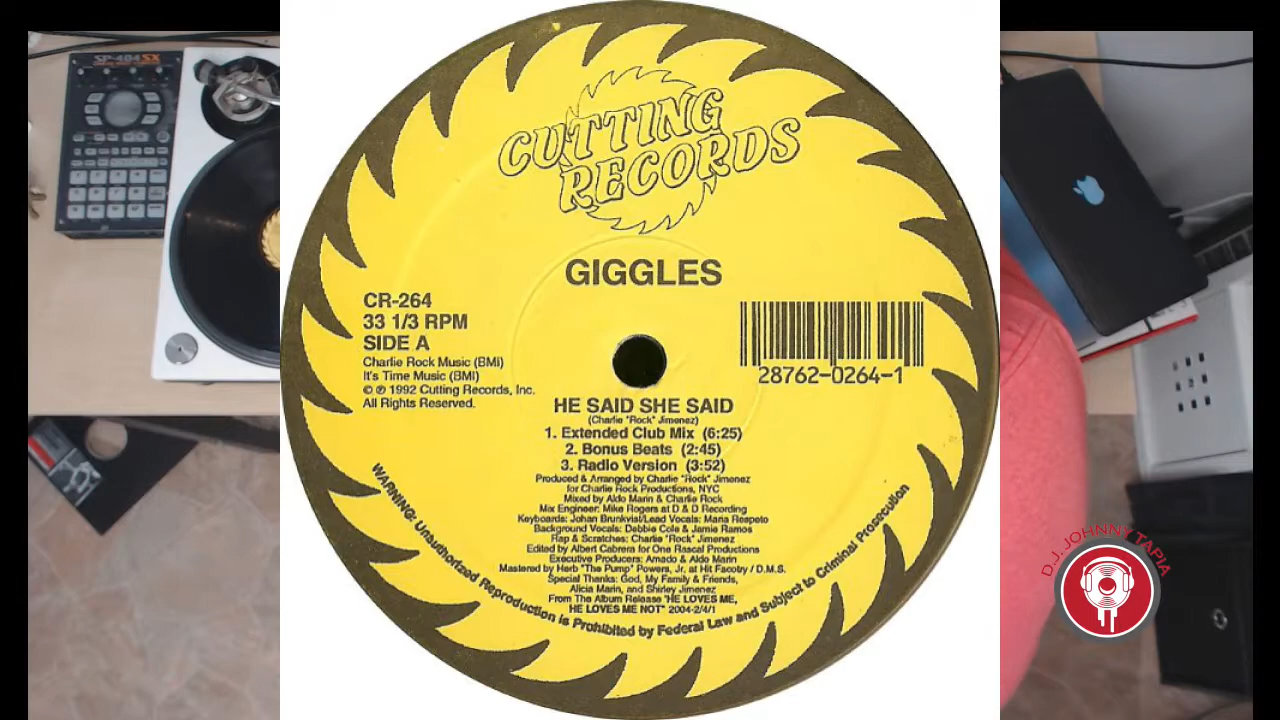 SP-404SX
CUTTING
RECORDS
GIGGLES
CR-264
33 1/3 RPM
SIDE A
Charlie Rock Music (BMI)
It's Time Music (BMI)
© ℗ 1992 Cutting Records, Inc.
All Rights Reserved.
28762-0264-1
HE SAID SHE SAID
(Charlie "Rock" Jimenez)
1. Extended Club Mix (6:25)
2. Bonus Beats (2:45)
3. Radio Version (3:52)
Produced & Arranged by Charlie "Rock" Jimenez
for Charlie Rock Productions, NYC
Mixed by Aldo Marin & Charlie Rock
Mix Engineer: Mike Rogers at D & D Recording
Keyboards: Johan Brunkvist/Lead Vocals: Maria Respeto
Background Vocals: Debbie Cole & Jamie Ramos
Rap & Scratches: Charlie "Rock" Jimenez
Edited by Albert Cabrera for One Rascal Productions
Executive Producers: Amado & Aldo Marin
Mastered by Herb "The Pump" Powers, Jr. at Hit Facotry / D.M.S.
Special Thanks: God, My Family & Friends,
Alicia Marin, and Shirley Jimenez
From The Album Release "HE LOVES ME,
HE LOVES ME NOT" 2004-2/4/1
WARNING: Unauthorized Reproduction is Prohibited by Federal Law and Subject to Criminal Prosecution
D.J. JOHNNY TAPIA